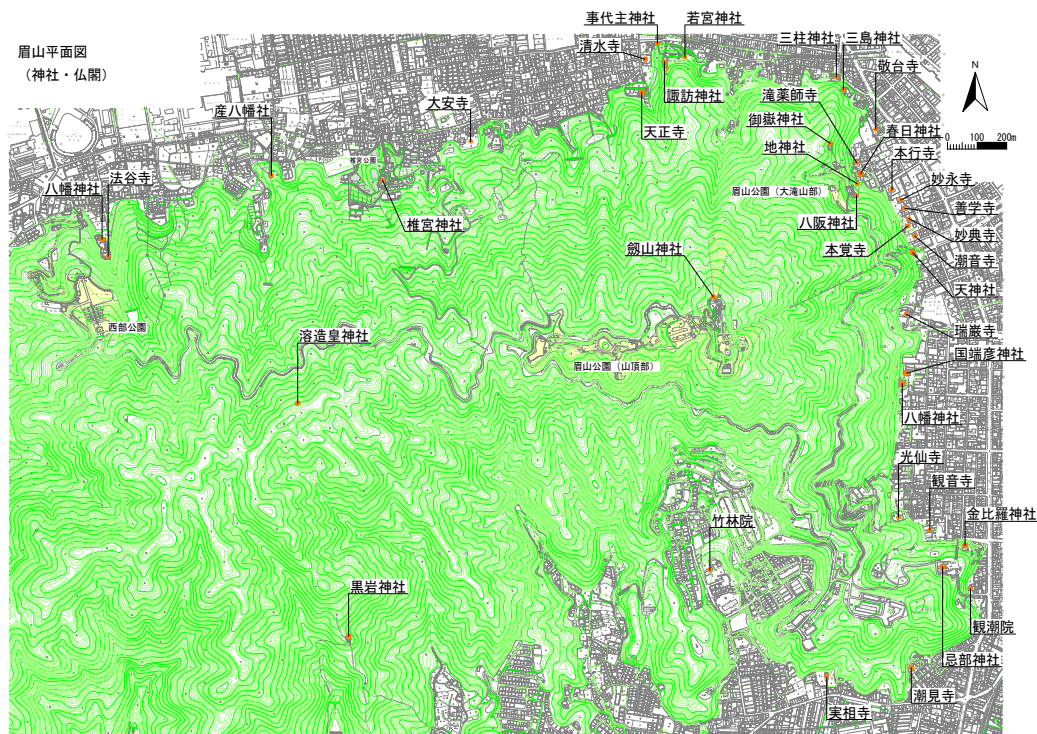 眉山平面図
（神社・仏閣）
事代主神社
若宮神社
清水寺
三柱神社
三島神社
敬台寺
N
0 100 200m
産八幡社
大安寺
諏訪神社
天正寺
滝薬師寺
御嶽神社
地神社
春日神社
本行寺
妙永寺
善学寺
妙典寺
潮音寺
天神社
八幡神社
法谷寺
椎宮公園
椎宮神社
眉山公園（大滝山部）
八阪神社
本覚寺
劔山神社
西部公園
溶造皇神社
眉山公園（山頂部）
瑞巌寺
国端彦神社
八幡神社
光仙寺
観音寺
金比羅神社
竹林院
黒岩神社
観潮院
忌部神社
潮見寺
実相寺